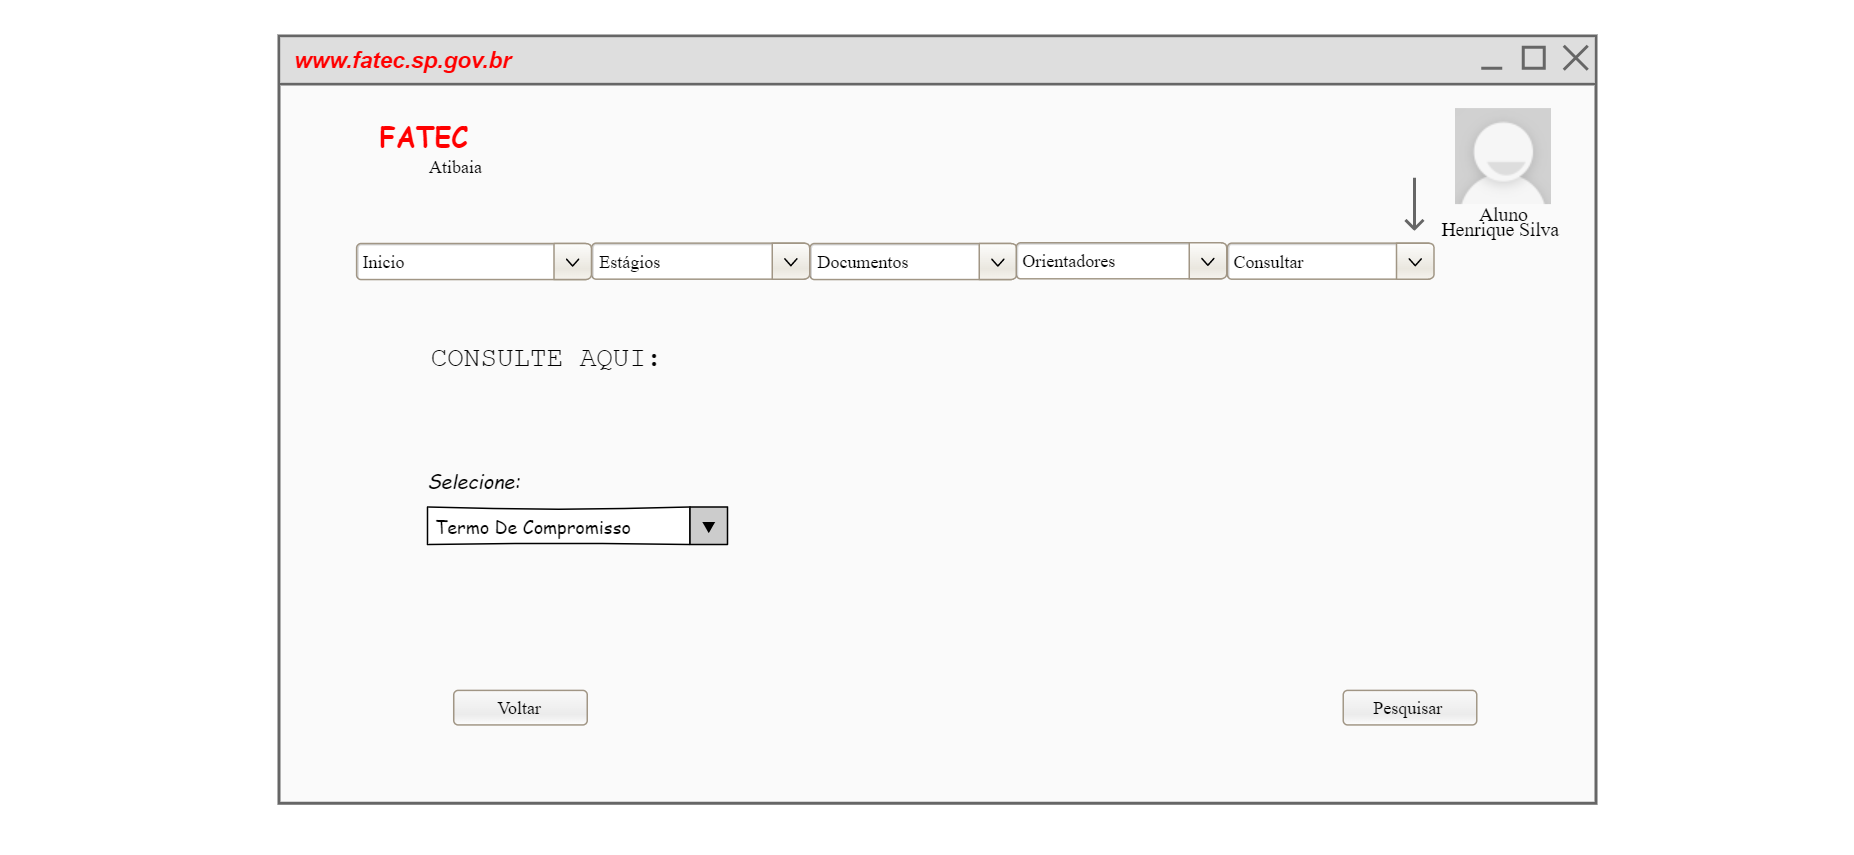 www.fatec.sp.gov.br
FATEC
Atibaia
Aluno
Henrique Silva
Inicio
Estágios
Documentos
Orientadores
Consultar
CONSULTE AQUI:
Selecione:
Termo De Compromisso
Voltar
Pesquisar